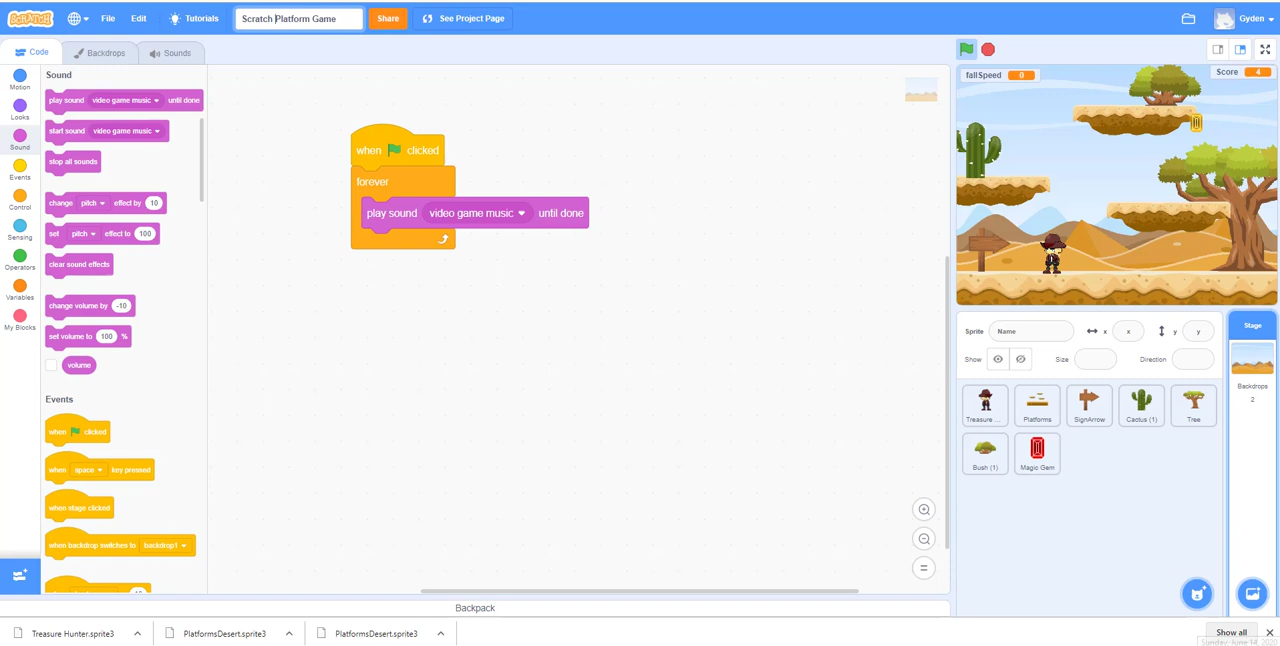 SCRATCH File Edit Tutorials Scratch Platform Game Share See Project Page Gyden
Code Backdrops Sounds
Motion
Looks
Sound
Events
Control
Sensing
Operators
Variables
My Blocks
Sound
play sound video game music until done
start sound video game music
stop all sounds
change pitch effect by 10
set pitch effect to 100
clear sound effects
change volume by -10
set volume to 100 %
volume
Events
when clicked
when space key pressed
when stage clicked
when backdrop switches to backdrop1
when clicked
forever
play sound video game music until done
fallSpeed 0
Score 4
Sprite Name x x y y
Show Size Direction
Treasure ... Platforms SignArrow Cactus (1) Tree
Bush (1) Magic Gem
Stage
Backdrops
2
Backpack
Treasure Hunter.sprite3 PlatformsDesert.sprite3 PlatformsDesert.sprite3 Show all
Sunday, June 14, 2020